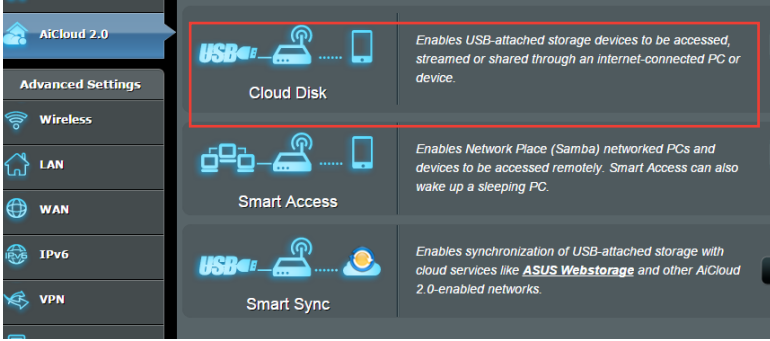 AiCloud 2.0
Advanced Settings
Wireless
LAN
WAN
IPv6
IPv6
VPN
USB
Cloud Disk
Enables USB-attached storage devices to be accessed,
streamed or shared through an internet-connected PC or
device.
Smart Access
Enables Network Place (Samba) networked PCs and
devices to be accessed remotely. Smart Access can also
wake up a sleeping PC.
USB
Smart Sync
Enables synchronization of USB-attached storage with
cloud services like ASUS Webstorage and other AiCloud
2.0-enabled networks.